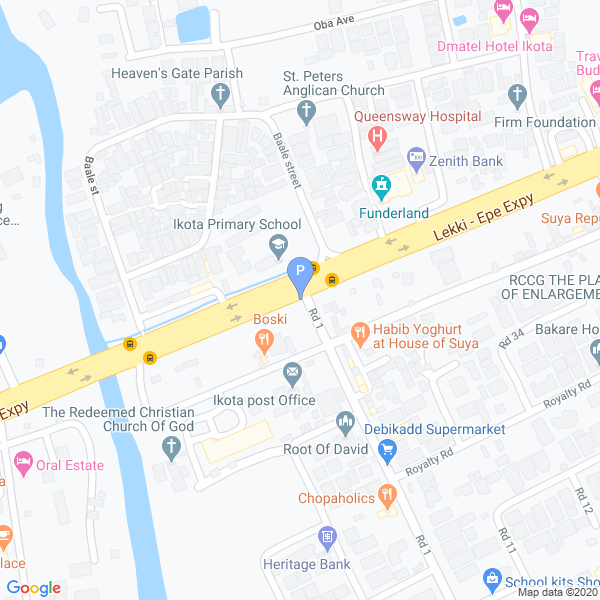 Oba Ave
Dmatel Hotel Ikota
Heaven's Gate Parish
St. Peters
Anglican Church
Trav
Bud
Queensway Hospital
Firm Foundation
Baale st
Baale street
Zenith Bank
g
ce...
Funderland
Lekki - Epe Expy
Suya Repu
Ikota Primary School
P
RCCG THE PLA
OF ENLARGEMEN
Boski
Rd 1
Habib Yoghurt
at House of Suya
Rd 34
Bakare Ho
Expy
Ikota post Office
Royalty Rd
The Redeemed Christian
Church Of God
Debikadd Supermarket
Root Of David
Oral Estate
Royalty Rd
a
Chopaholics
Rd 12
Rd 11
Rd 1
Heritage Bank
lace
School kits Sho
Google
Map data ©2020